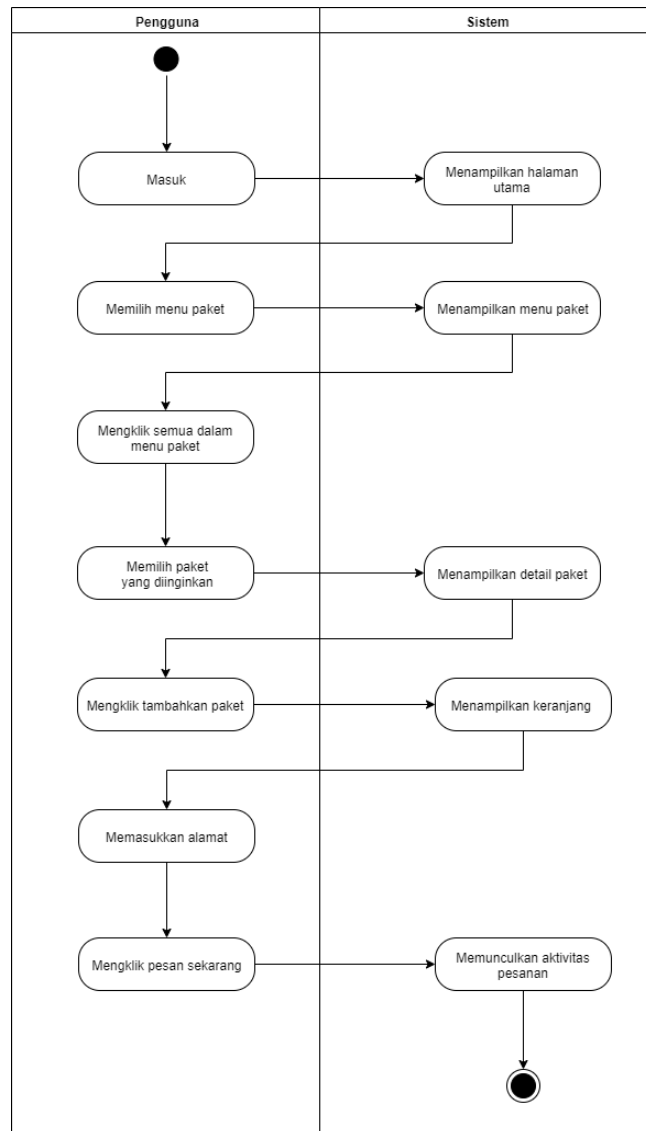 Pengguna
Sistem
Masuk
Menampilkan halaman
utama
Memilih menu paket
Menampilkan menu paket
Mengklik semua dalam
menu paket
Memilih paket
yang diinginkan
Menampilkan detail paket
Mengklik tambahkan paket
Menampilkan keranjang
Memasukkan alamat
Mengklik pesan sekarang
Memunculkan aktivitas
pesanan